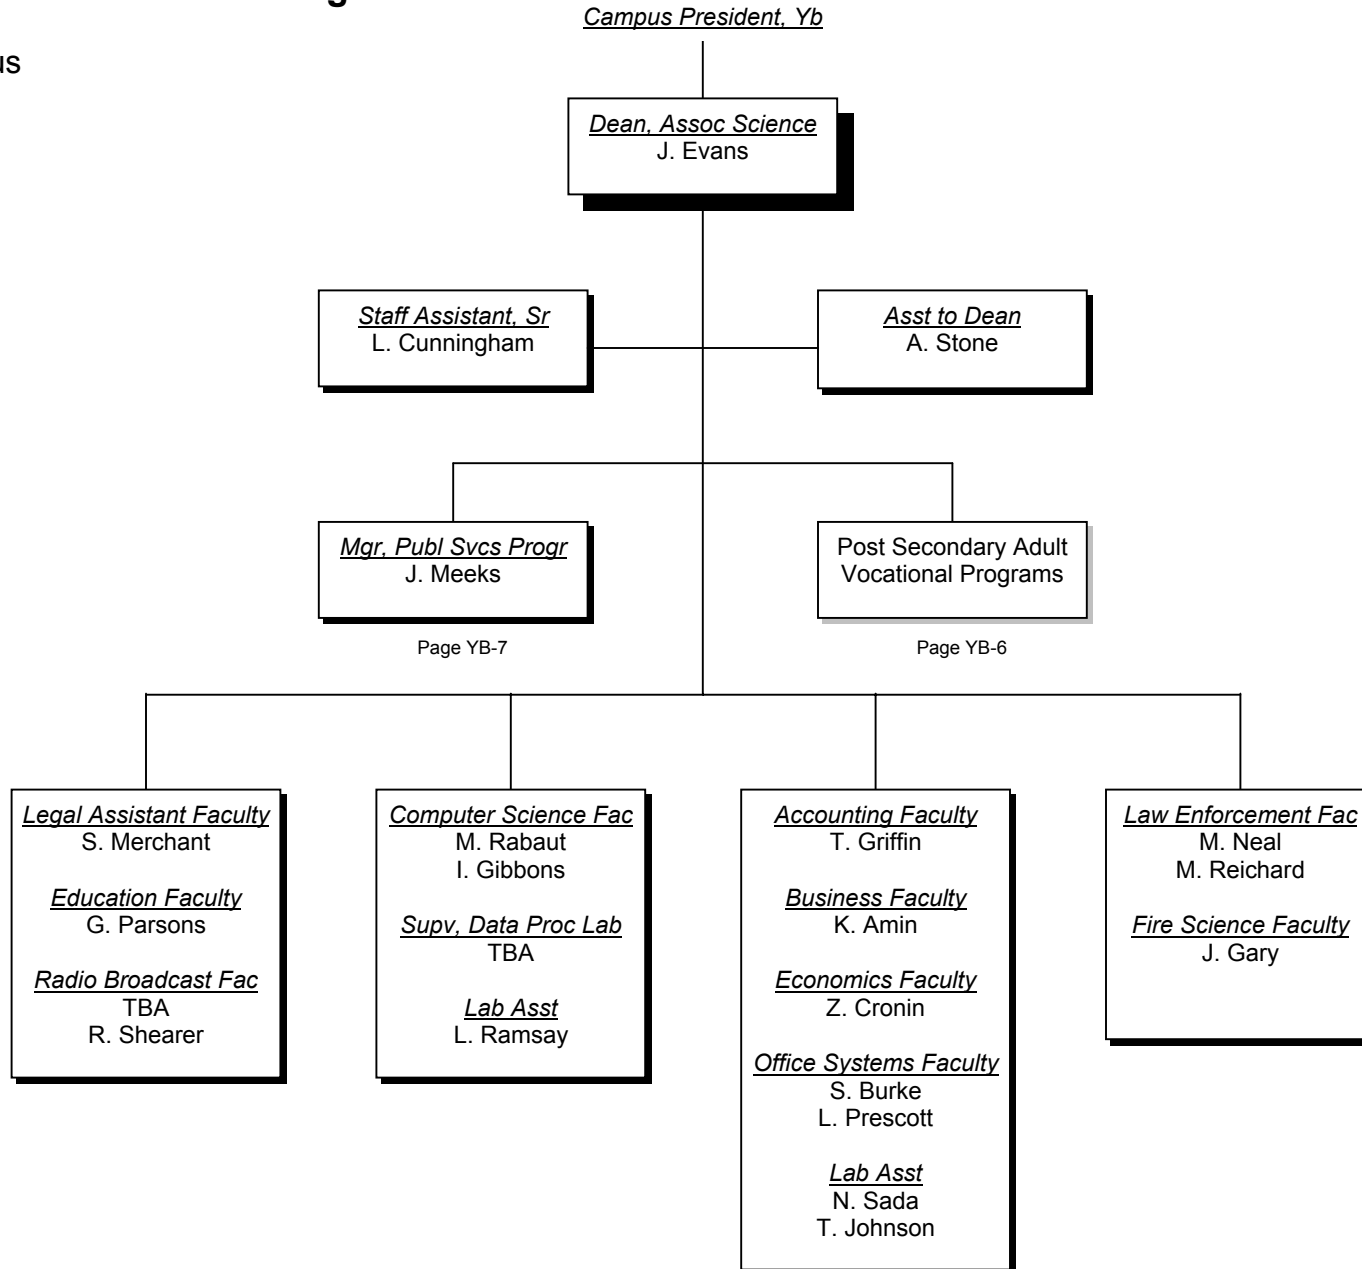 g
us
Campus President, Yb
Dean, Assoc Science
J. Evans
Staff Assistant, Sr
L. Cunningham
Asst to Dean
A. Stone
Mgr, Publ Svcs Progr
J. Meeks
Post Secondary Adult
Vocational Programs
Page YB-7
Page YB-6
Legal Assistant Faculty
S. Merchant
Education Faculty
G. Parsons
Radio Broadcast Fac
TBA
R. Shearer
Computer Science Fac
M. Rabaut
I. Gibbons
Supv, Data Proc Lab
TBA
Lab Asst
L. Ramsay
Accounting Faculty
T. Griffin
Business Faculty
K. Amin
Economics Faculty
Z. Cronin
Office Systems Faculty
S. Burke
L. Prescott
Lab Asst
N. Sada
T. Johnson
Law Enforcement Fac
M. Neal
M. Reichard
Fire Science Faculty
J. Gary